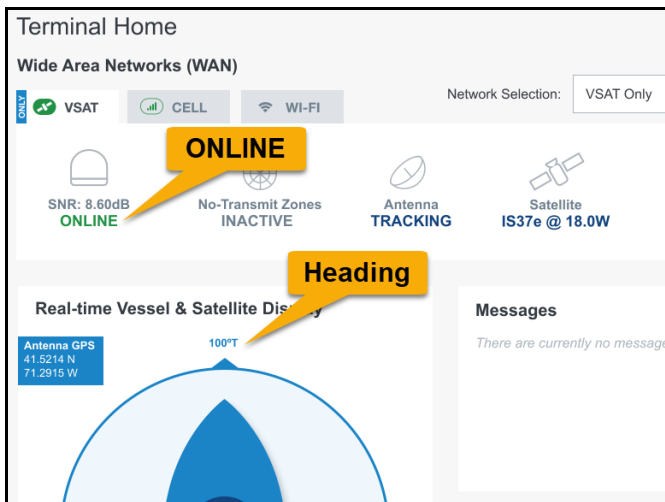 Terminal Home
Wide Area Networks (WAN)
ONLY
VSAT
CELL
WI-FI
Network Selection:
VSAT Only
ONLINE
SNR: 8.60dB
ONLINE
No-Transmit Zones
INACTIVE
Antenna
TRACKING
Satellite
IS37e @ 18.0W
Heading
Real-time Vessel & Satellite Display
Messages
Antenna GPS
41.5214 N
71.2915 W
100°T
There are currently no message